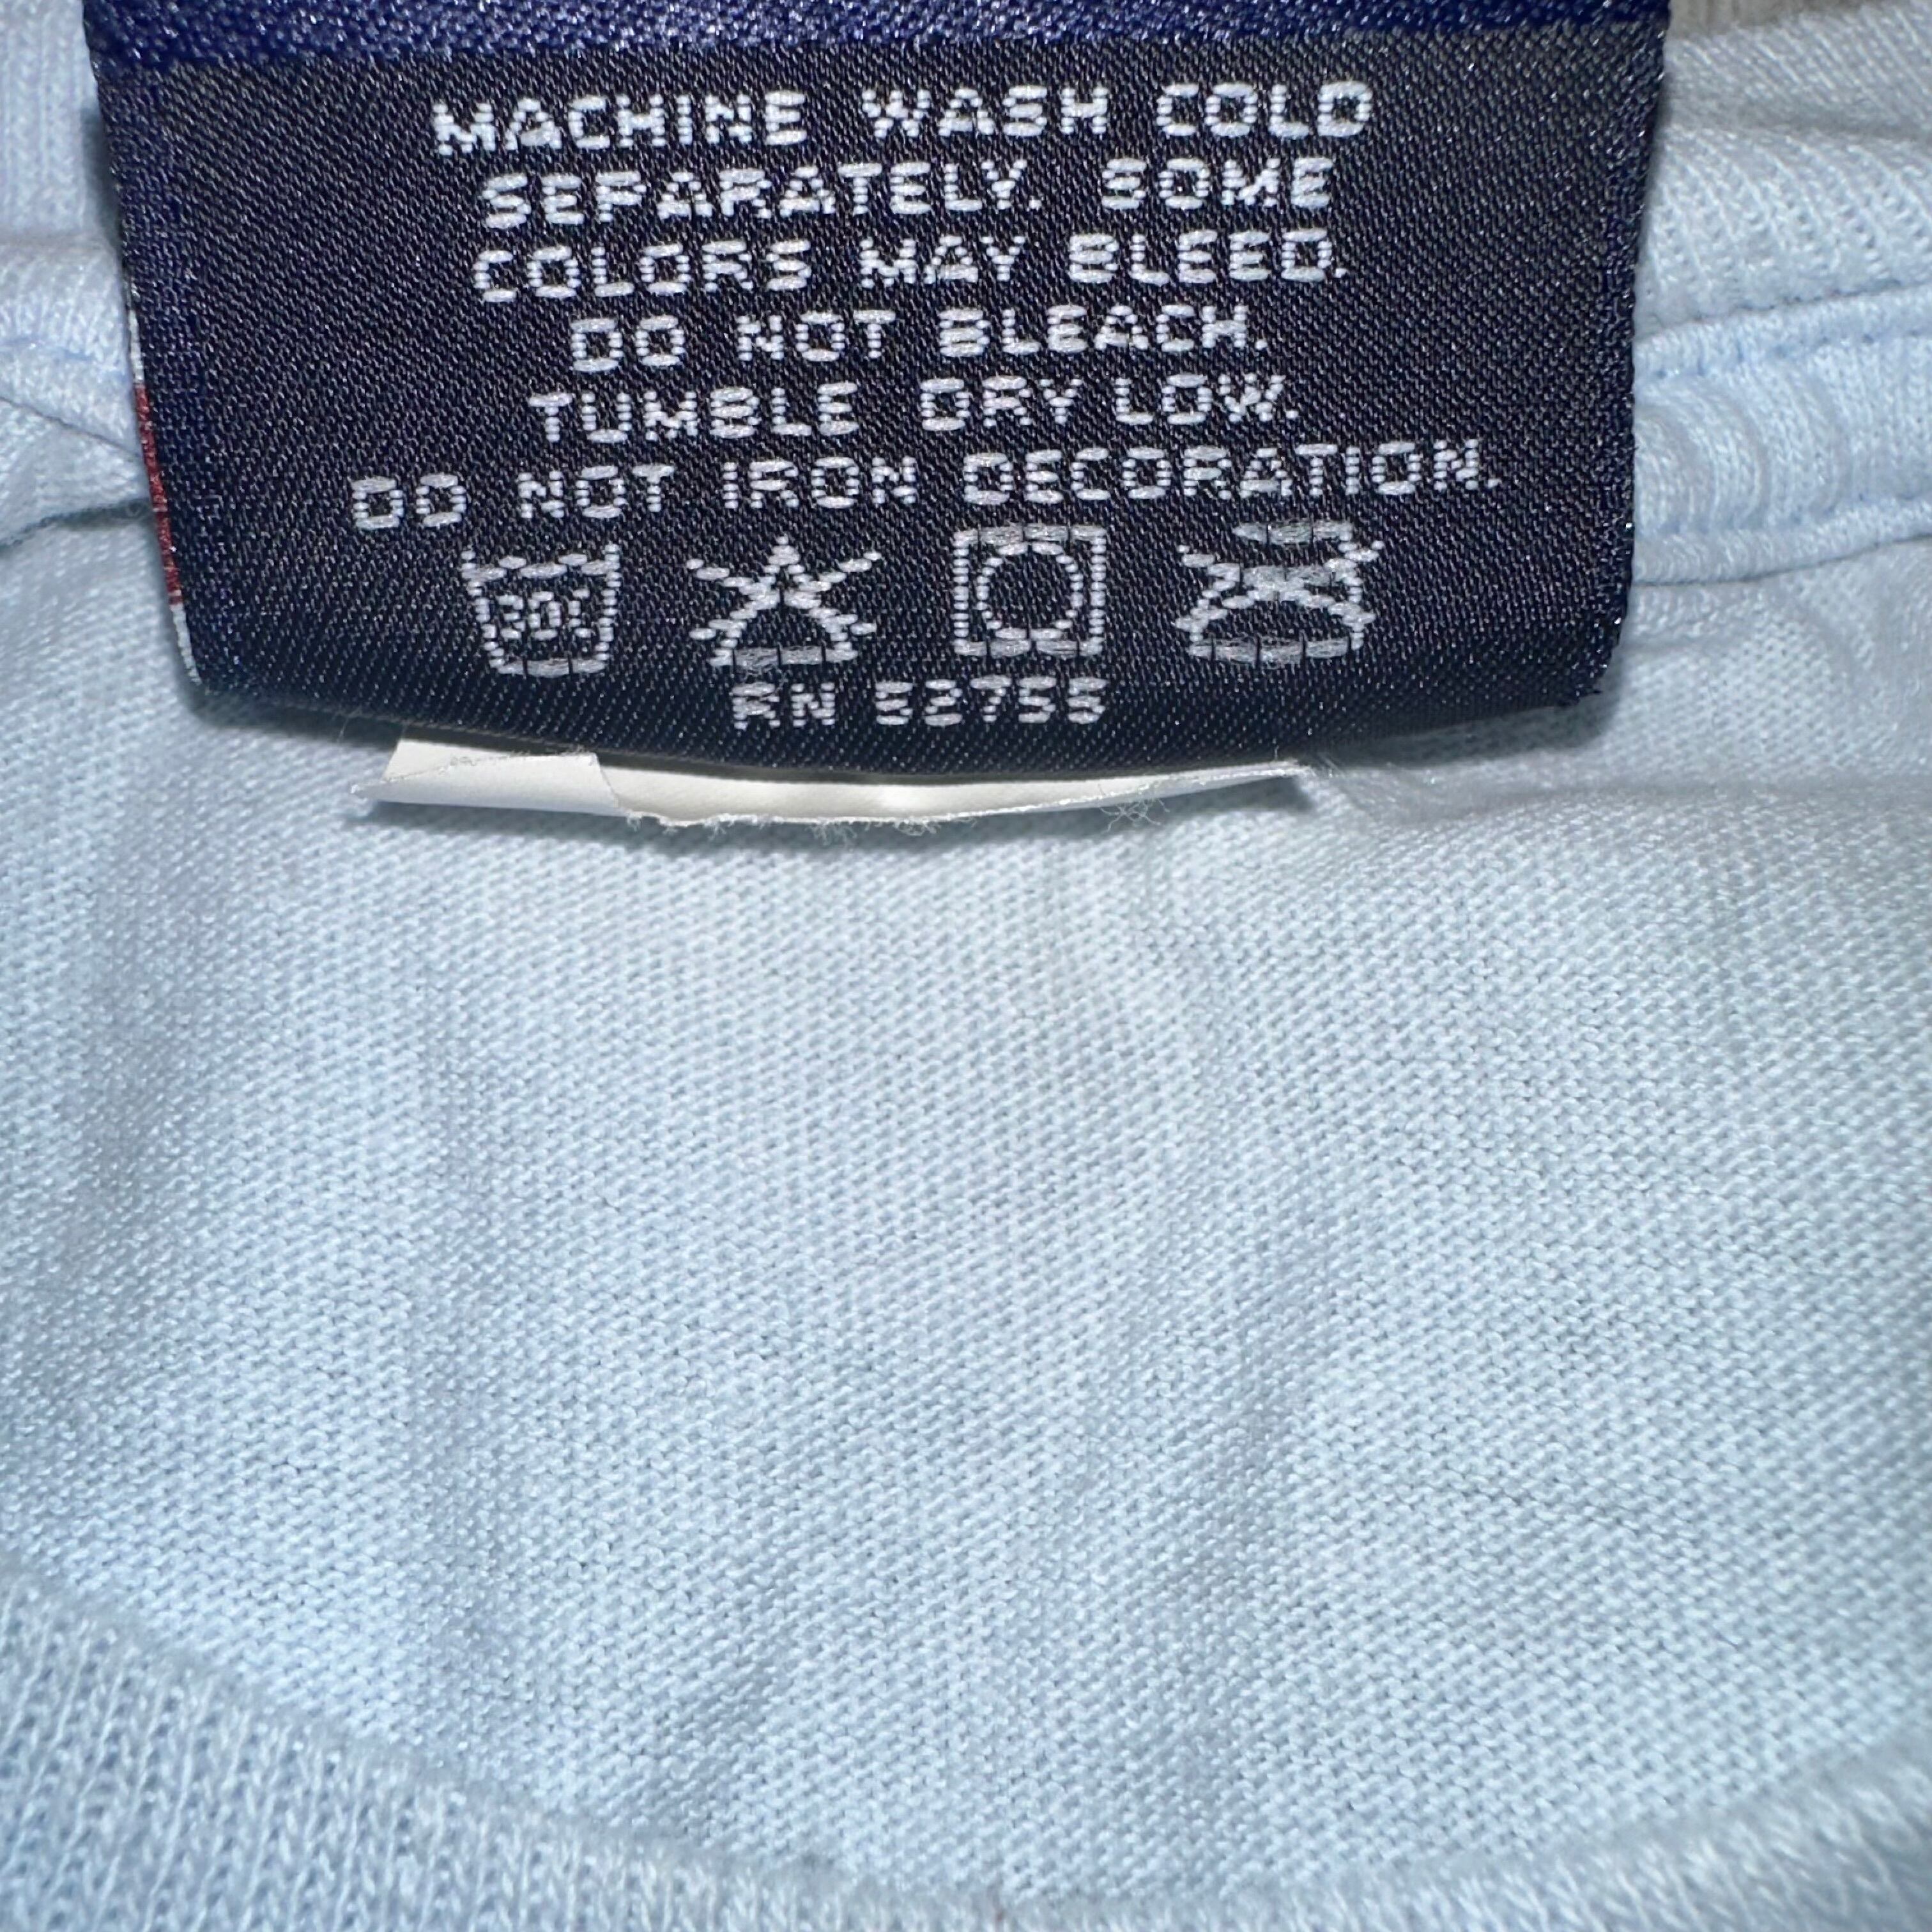 MACHINE WASH COLD
SEPARATELY. SOME
COLORS MAY BLEED.
DO NOT BLEACH.
TUMBLE DRY LOW.
DO NOT IRON DECORATION.
30C
RN 52755